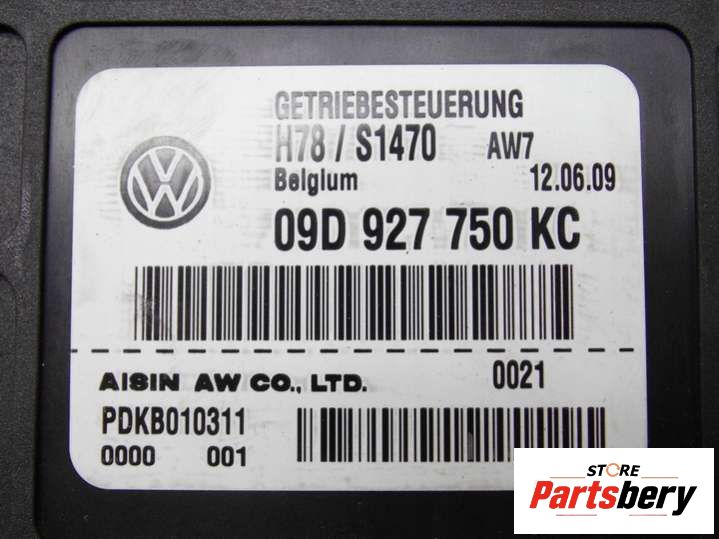 GETRIEBESTEUERUNG
H78 / S1470 AW7
Belgium 12.06.09
09D 927 750 KC
AISIN AW CO., LTD. 0021
PDKB010311
0000 001
STORE
Partsbery